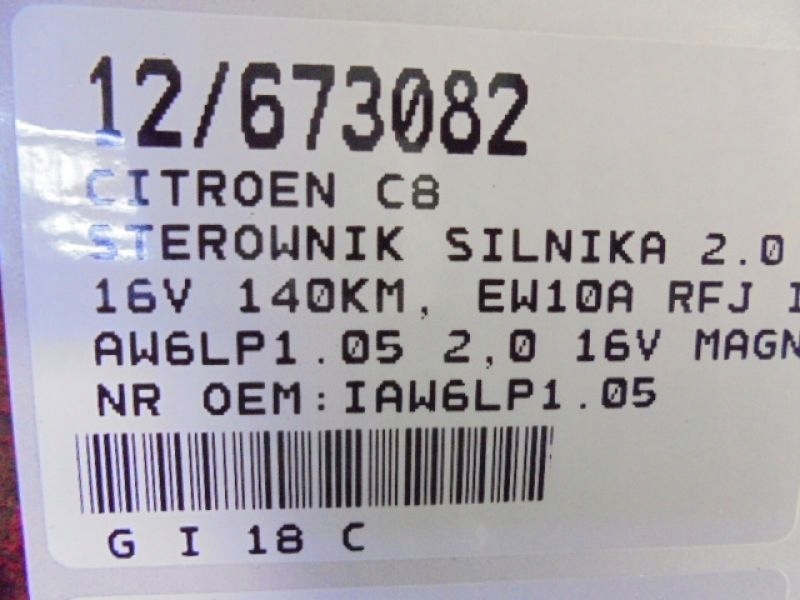 12/673082
CITROEN C8
STEROWNIK SILNIKA 2.0
16V 140KM, EW10A RFJ I
AW6LP1.05 2,0 16V MAGN
NR OEM:IAW6LP1.05
G I 18 C